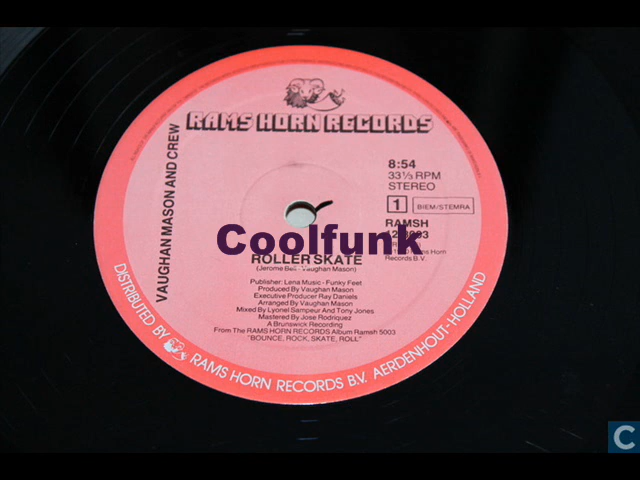 RAMS HORN RECORDS
VAUGHAN MASON AND CREW
8:54
33⅓ RPM
STEREO
1
BIEM/STEMRA
RAMSH
Records B.V.
Coolfunk
ROLLER SKATE
(Jerome Bell - Vaughan Mason)
Publisher: Lena Music - Funky Feet
Produced By Vaughan Mason
Executive Producer Ray Daniels
Arranged By Vaughan Mason
Mixed By Lyonel Sampeur And Tony Jones
Mastered By Jose Rodriquez
A Brunswick Recording
From The RAMS HORN RECORDS Album Ramsh 5003
"BOUNCE, ROCK, SKATE, ROLL"
DISTRIBUTED BY RAMS HORN RECORDS B.V. AERDENHOUT-HOLLAND
C